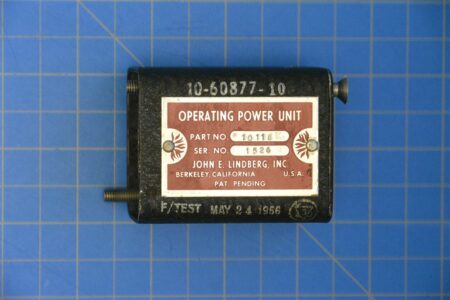 10-60877-10
OPERATING POWER UNIT
PART NO. 10116
SER NO. 1526
JOHN E. LINDBERG, INC.
BERKELEY, CALIFORNIA U.S.A.
PAT PENDING
F/TEST MAY 24 1966